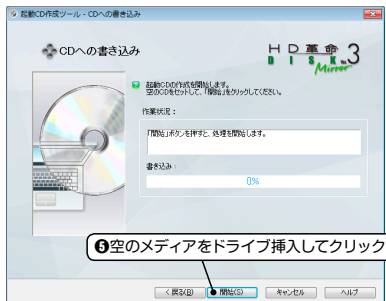 起動CD作成ツール - CDへの書き込み
CDへの書き込み
HD革命
DISK Mirror Ver.3
起動CDの作成を開始します。
空のCDをセットして、「開始」をクリックしてください。
作業状況：
「開始」ボタンを押すと、処理を開始します。
書き込み：
0%
❺空のメディアをドライブ挿入してクリック
< 戻る(B)
開始(S)
キャンセル
ヘルプ